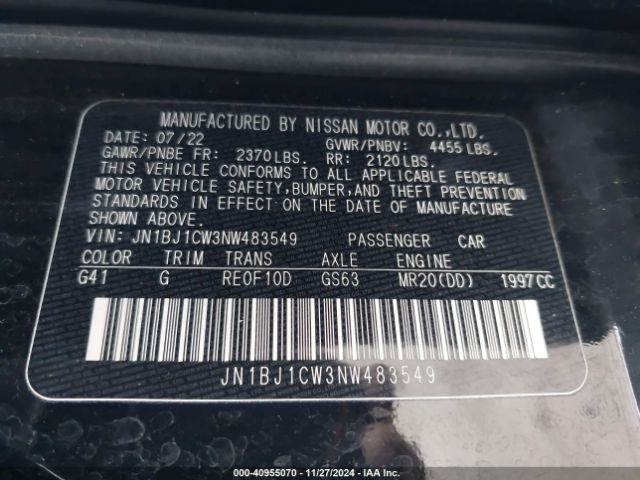 MANUFACTURED BY NISSAN MOTOR CO.,LTD.
DATE: 07/22 GVWR/PNBV: 4455 LBS.
GAWR/PNBE FR: 2370 LBS. RR: 2120 LBS.
THIS VEHICLE CONFORMS TO ALL APPLICABLE FEDERAL
MOTOR VEHICLE SAFETY, BUMPER, AND THEFT PREVENTION
STANDARDS IN EFFECT ON THE DATE OF MANUFACTURE
SHOWN ABOVE.
VIN: JN1BJ1CW3NW483549 PASSENGER CAR
COLOR TRIM TRANS AXLE ENGINE
G41 G RE0F10D GS63 MR20(DD) 1997CC
JN1BJ1CW3NW483549
000-40955070 — 11/27/2024 — IAA Inc.